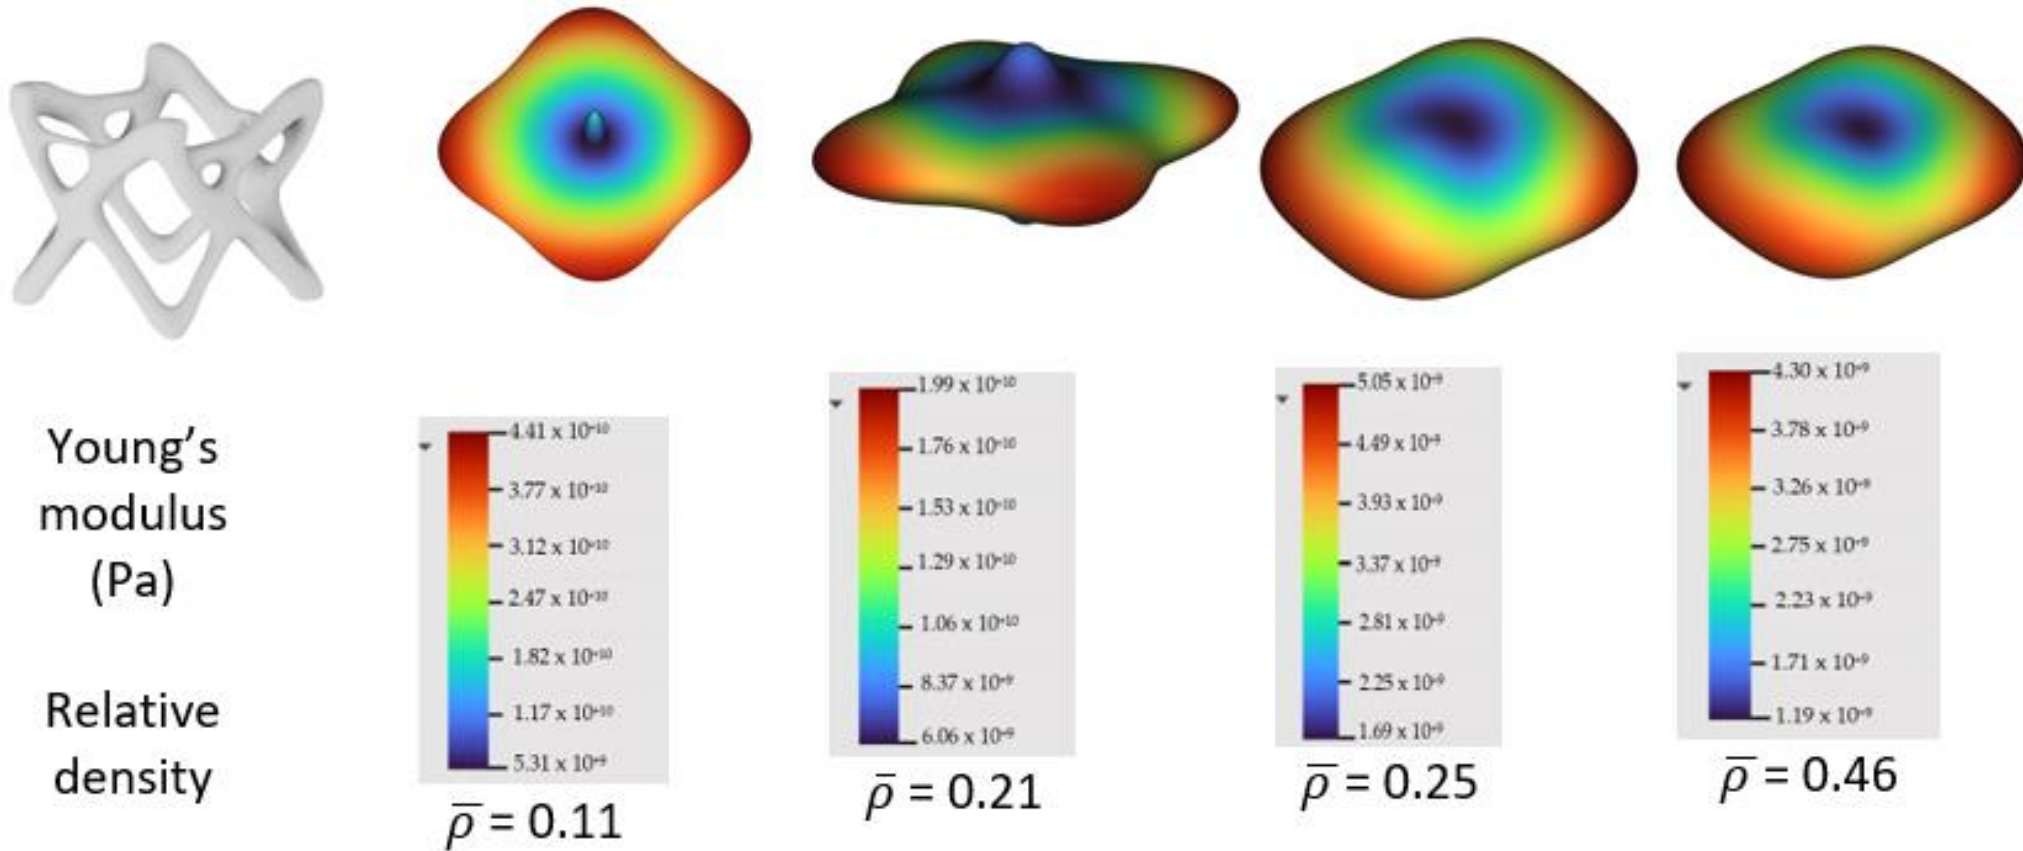 Young's
modulus
(Pa)
Relative
density
4.41 x 10⁺¹⁰
3.77 x 10⁺¹⁰
3.12 x 10⁺¹⁰
2.47 x 10⁺¹⁰
1.82 x 10⁺¹⁰
1.17 x 10⁺¹⁰
5.31 x 10⁺⁹
ρ̅ = 0.11
1.99 x 10⁺¹⁰
1.76 x 10⁺¹⁰
1.53 x 10⁺¹⁰
1.29 x 10⁺¹⁰
1.06 x 10⁺¹⁰
8.37 x 10⁺⁹
6.06 x 10⁺⁹
ρ̅ = 0.21
5.05 x 10⁺⁹
4.49 x 10⁺⁹
3.93 x 10⁺⁹
3.37 x 10⁺⁹
2.81 x 10⁺⁹
2.25 x 10⁺⁹
1.69 x 10⁺⁹
ρ̅ = 0.25
4.30 x 10⁺⁹
3.78 x 10⁺⁹
3.26 x 10⁺⁹
2.75 x 10⁺⁹
2.23 x 10⁺⁹
1.71 x 10⁺⁹
1.19 x 10⁺⁹
ρ̅ = 0.46